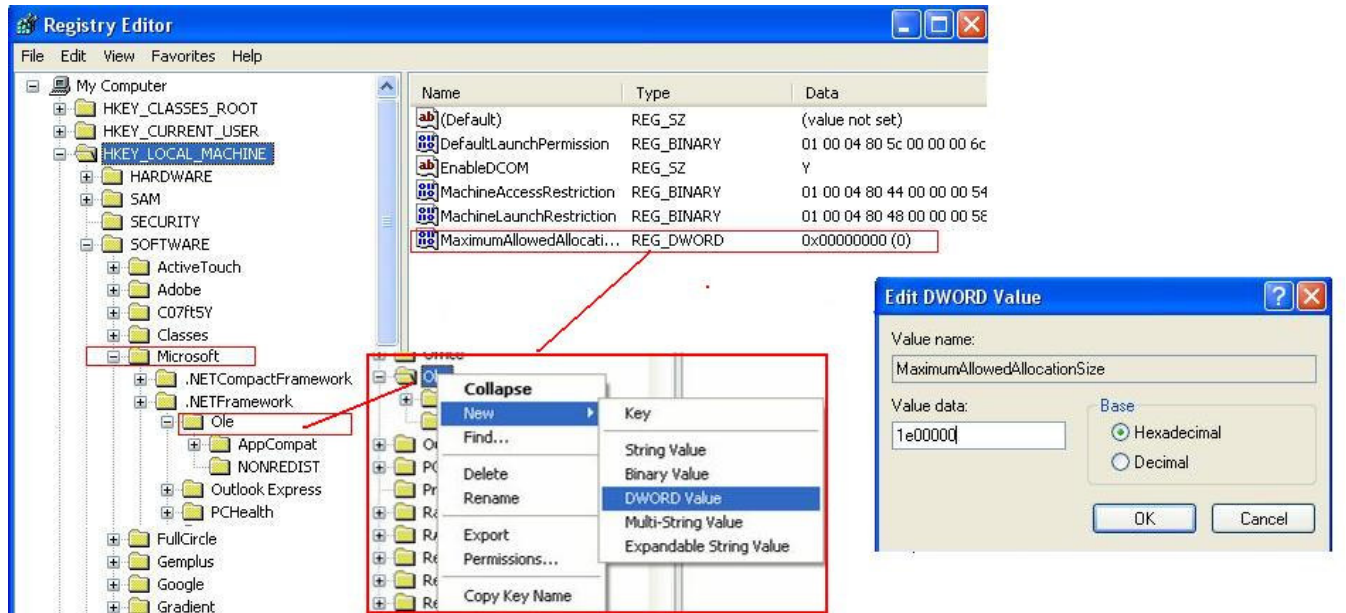 Registry Editor
File Edit View Favorites Help
My Computer
HKEY_CLASSES_ROOT
HKEY_CURRENT_USER
HKEY_LOCAL_MACHINE
HARDWARE
SAM
SECURITY
SOFTWARE
ActiveTouch
Adobe
C07ft5Y
Classes
Microsoft
.NETCompactFramework
.NETFramework
Ole
AppCompat
NONREDIST
Outlook Express
PCHealth
FullCircle
Gemplus
Google
Gradient
Name Type Data
(Default) REG_SZ (value not set)
DefaultLaunchPermission REG_BINARY 01 00 04 80 5c 00 00 00 6c
EnableDCOM REG_SZ Y
MachineAccessRestriction REG_BINARY 01 00 04 80 44 00 00 00 54
MachineLaunchRestriction REG_BINARY 01 00 04 80 48 00 00 00 58
MaximumAllowedAllocati... REG_DWORD 0x00000000 (0)
Collapse
New
Find...
Delete
Rename
Export
Permissions...
Copy Key Name
Key
String Value
Binary Value
DWORD Value
Multi-String Value
Expandable String Value
Edit DWORD Value
Value name:
MaximumAllowedAllocationSize
Value data:
1e00000
Base
Hexadecimal
Decimal
OK Cancel